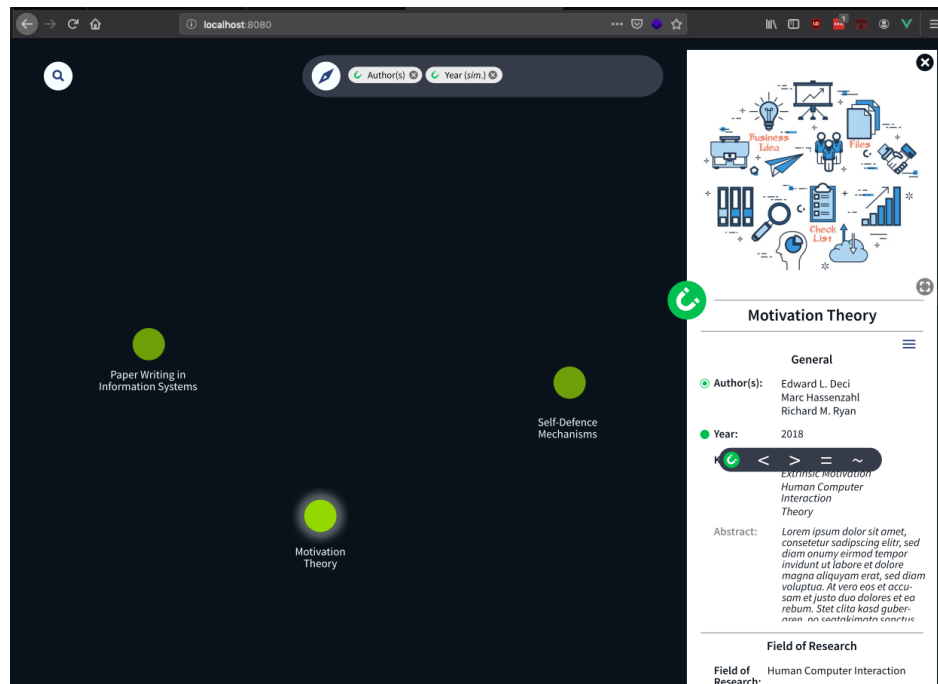 localhost:8080
Author(s)
Year (sim.)
Business
Idea
Files
Check
List
Paper Writing in
Information Systems
Self-Defence
Mechanisms
Motivation
Theory
Motivation Theory
General
Author(s):
Edward L. Deci
Marc Hassenzahl
Richard M. Ryan
Year:
2018
K
< > = ~
Extrinsic Motivation
Human Computer
Interaction
Theory
Abstract:
Lorem ipsum dolor sit amet,
consetetur sadipscing elitr, sed
diam onumy eirmod tempor
invidunt ut labore et dolore
magna aliquyam erat, sed diam
voluptua. At vero eos et accu-
sam et justo duo dolores et ea
rebum. Stet clita kasd guber-
gren, no seatakimata sanctus
Field of Research
Field of
Research:
Human Computer Interaction